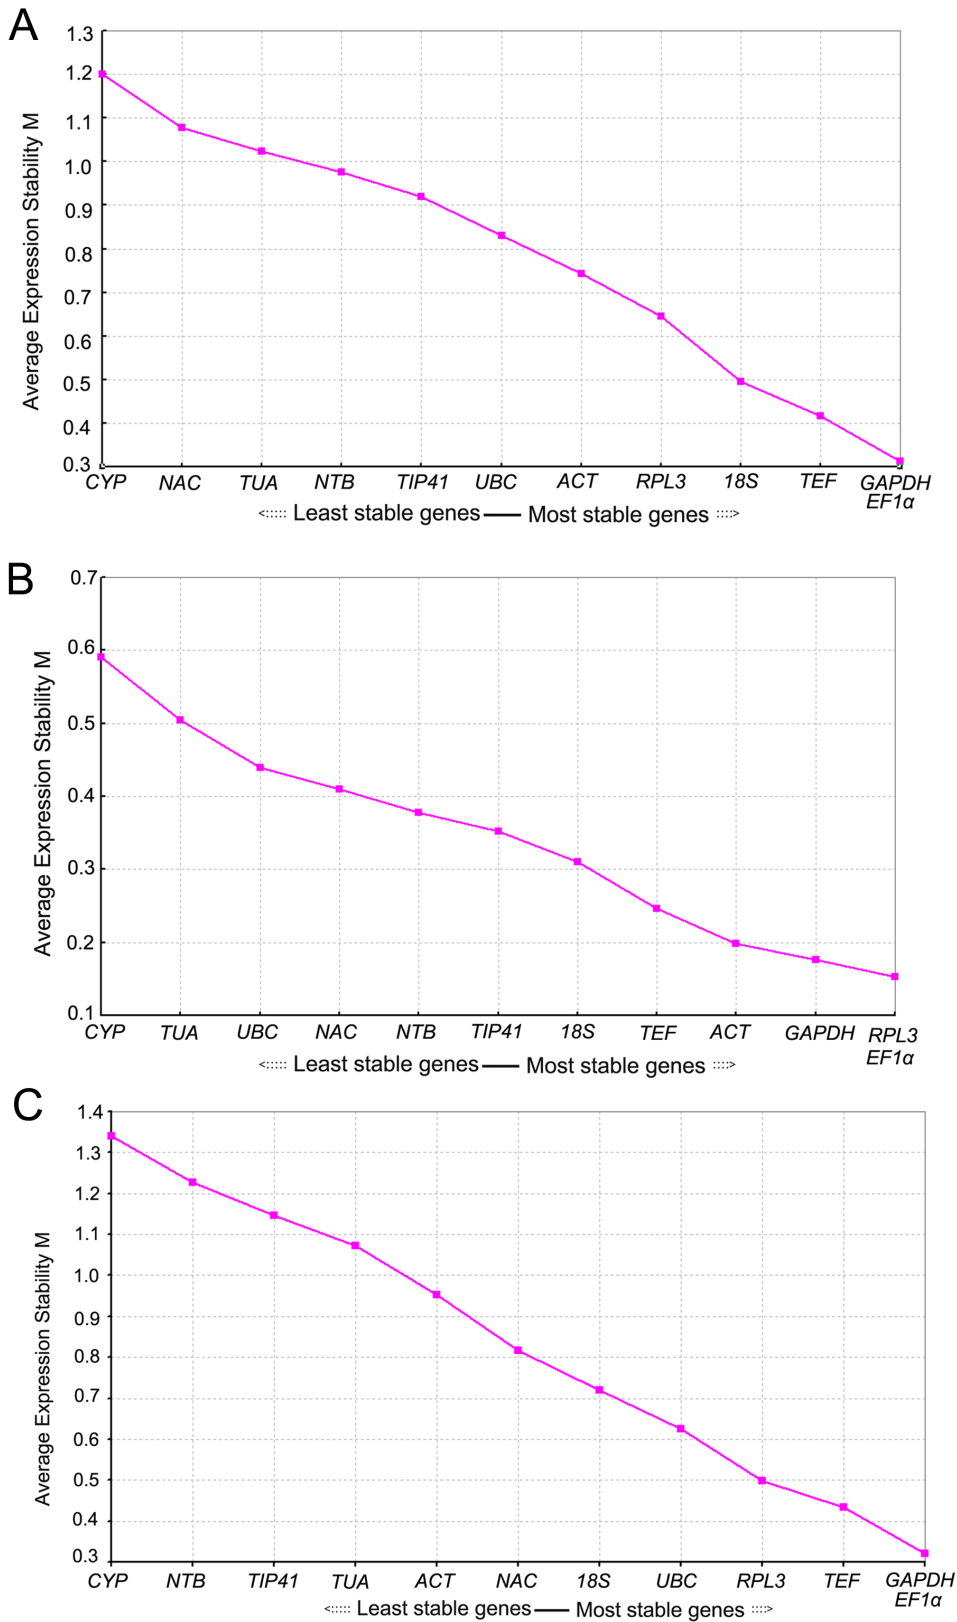 A
Average Expression Stability M
1.3
1.2
1.1
1.0
0.9
0.8
0.7
0.6
0.5
0.4
0.3
CYP NAC TUA NTB TIP41 UBC ACT RPL3 18S TEF GAPDH
EF1α
Least stable genes Most stable genes
B
Average Expression Stability M
0.7
0.6
0.5
0.4
0.3
0.2
0.1
CYP TUA UBC NAC NTB TIP41 18S TEF ACT GAPDH RPL3
EF1α
Least stable genes Most stable genes
C
Average Expression Stability M
1.4
1.3
1.2
1.1
1.0
0.9
0.8
0.7
0.6
0.5
0.4
0.3
CYP NTB TIP41 TUA ACT NAC 18S UBC RPL3 TEF GAPDH
EF1α
Least stable genes Most stable genes